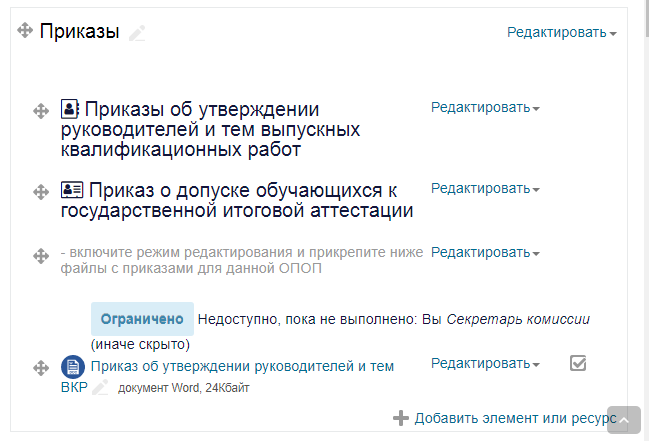 Приказы Редактировать
Приказы об утверждении Редактировать
руководителей и тем выпускных
квалификационных работ
Приказ о допуске обучающихся к Редактировать
государственной итоговой аттестации
- включите режим редактирования и прикрепите ниже Редактировать
файлы с приказами для данной ОПОП
Ограничено Недоступно, пока не выполнено: Вы Секретарь комиссии
(иначе скрыто)
Приказ об утверждении руководителей и тем Редактировать
ВКР документ Word, 24Кбайт
Добавить элемент или ресурс